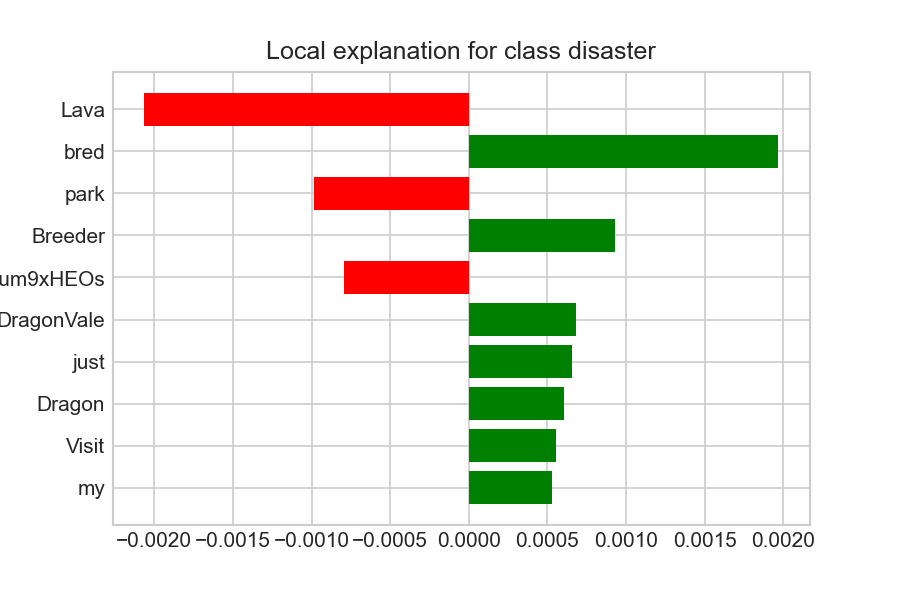 Local explanation for class disaster
Lava
bred
park
Breeder
um9xHEOs
DragonVale
just
Dragon
Visit
my
−0.0020 −0.0015 −0.0010 −0.0005 0.0000 0.0005 0.0010 0.0015 0.0020